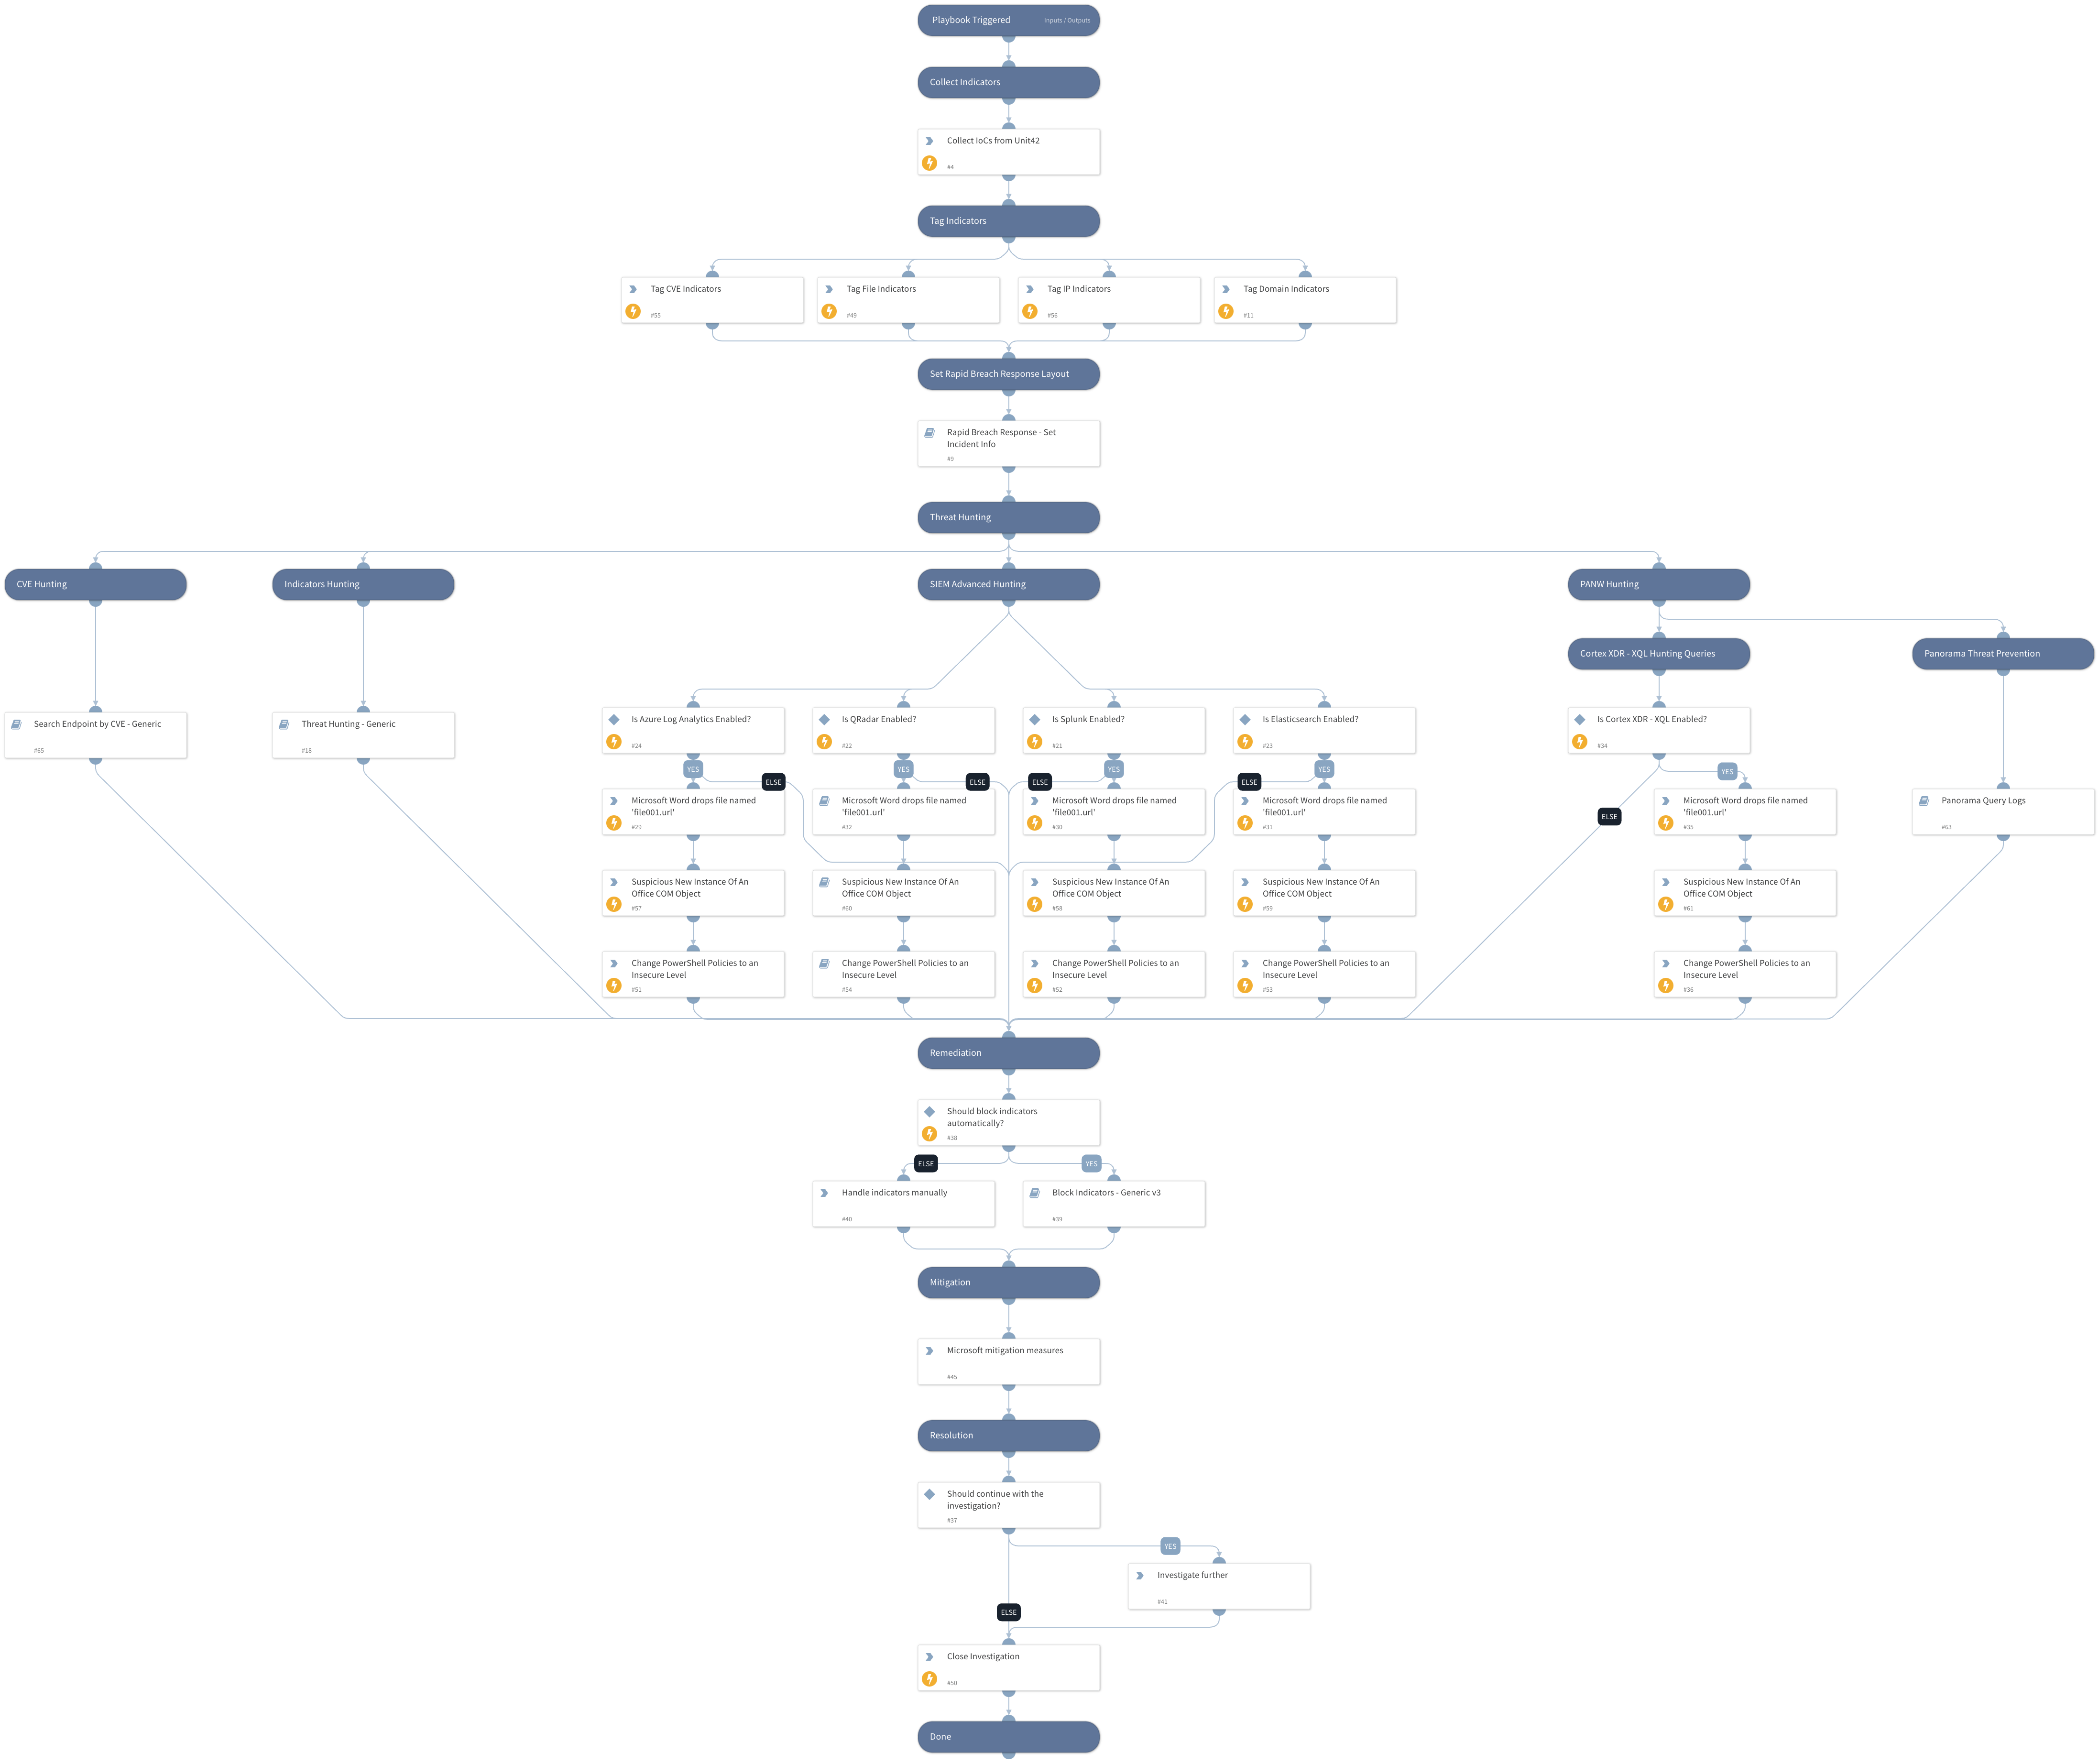 Playbook Triggered
Inputs / Outputs
Collect Indicators
Collect IoCs from Unit42
#4
Tag Indicators
Tag CVE Indicators
#55
Tag File Indicators
#49
Tag IP Indicators
#56
Tag Domain Indicators
#11
Set Rapid Breach Response Layout
Rapid Breach Response - Set
Incident Info
#9
Threat Hunting
CVE Hunting
Indicators Hunting
SIEM Advanced Hunting
PANW Hunting
Cortex XDR - XQL Hunting Queries
Panorama Threat Prevention
Search Endpoint by CVE - Generic
#65
Threat Hunting - Generic
#18
Is Azure Log Analytics Enabled?
#24
Is QRadar Enabled?
#22
Is Splunk Enabled?
#21
Is Elasticsearch Enabled?
#23
Is Cortex XDR - XQL Enabled?
#34
YES
ELSE
YES
ELSE
ELSE
YES
ELSE
YES
YES
ELSE
Microsoft Word drops file named
'file001.url'
#29
Microsoft Word drops file named
'file001.url'
#32
Microsoft Word drops file named
'file001.url'
#30
Microsoft Word drops file named
'file001.url'
#31
Microsoft Word drops file named
'file001.url'
#35
Panorama Query Logs
#63
Suspicious New Instance Of An
Office COM Object
#57
Suspicious New Instance Of An
Office COM Object
#60
Suspicious New Instance Of An
Office COM Object
#58
Suspicious New Instance Of An
Office COM Object
#59
Suspicious New Instance Of An
Office COM Object
#61
Change PowerShell Policies to an
Insecure Level
#51
Change PowerShell Policies to an
Insecure Level
#54
Change PowerShell Policies to an
Insecure Level
#52
Change PowerShell Policies to an
Insecure Level
#53
Change PowerShell Policies to an
Insecure Level
#36
Remediation
Should block indicators
automatically?
#38
ELSE
YES
Handle indicators manually
#40
Block Indicators - Generic v3
#39
Mitigation
Microsoft mitigation measures
#45
Resolution
Should continue with the
investigation?
#37
YES
Investigate further
#41
ELSE
Close Investigation
#50
Done